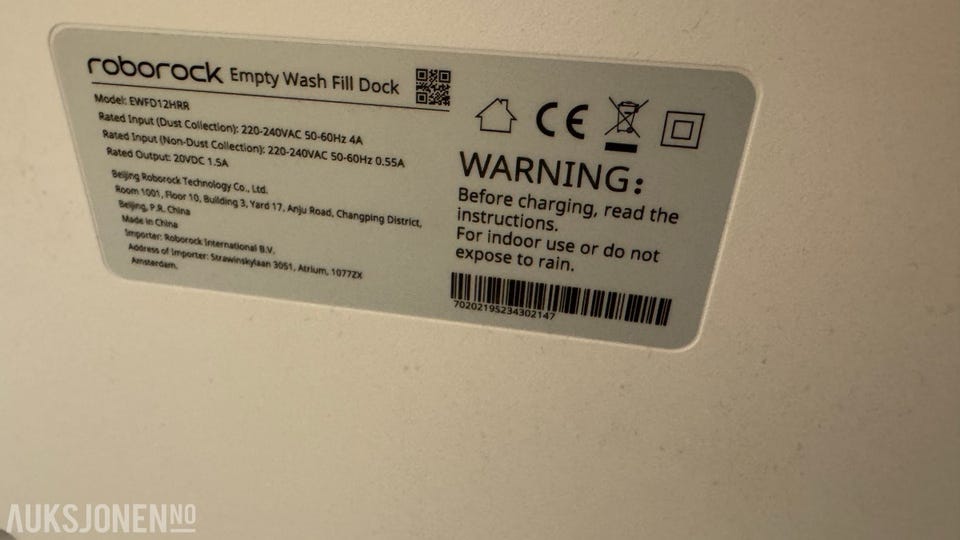 roborock Empty Wash Fill Dock
Model: EWFD12HRR
Rated Input (Dust Collection): 220-240VAC 50-60Hz 4A
Rated Input (Non-Dust Collection): 220-240VAC 50-60Hz 0.55A
Rated Output: 20VDC 1.5A
Beijing Roborock Technology Co., Ltd.
Room 1001, Floor 10, Building 3, Yard 17, Anju Road, Changping District,
Beijing, P.R. China
Made in China
Importer: Roborock International B.V.
Address of Importer: Strawinskylaan 3051, Atrium, 1077ZX
Amsterdam.
CE
WARNING:
Before charging, read the
instructions.
For indoor use or do not
expose to rain.
7020219S234302147
AUKSJONEN.NO